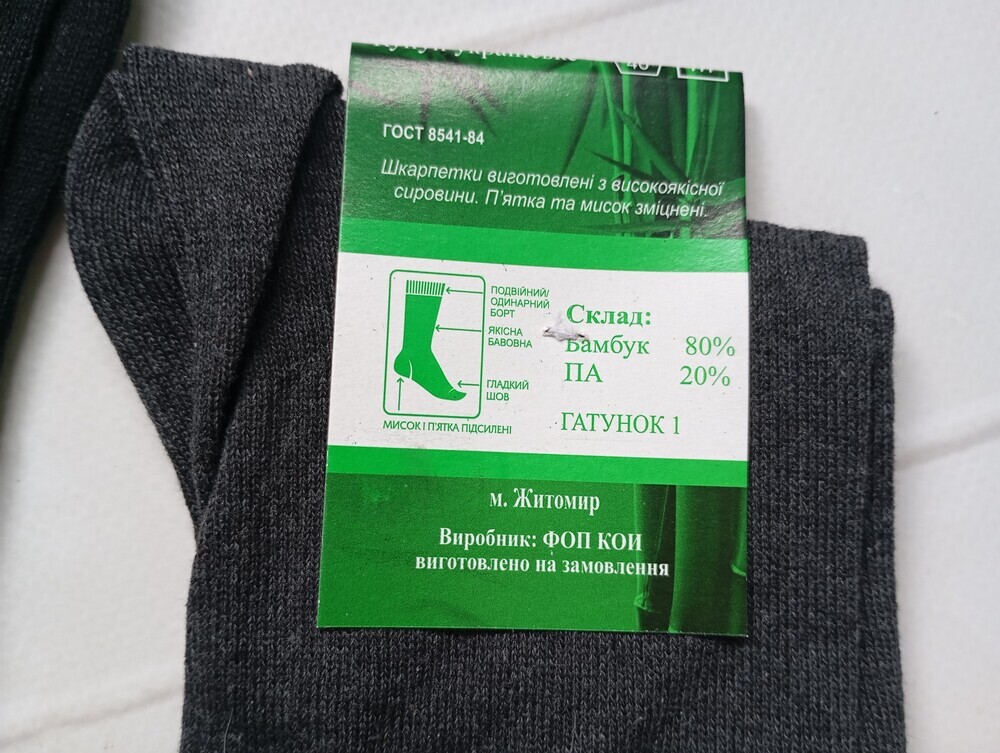 українське
ГОСТ 8541-84
Шкарпетки виготовлені з високоякісної
сировини. П'ятка та мисок зміцнені.
ПОДВІЙНИЙ/
ОДИНАРНИЙ
БОРТ
ЯКІСНА
БАВОВНА
ГЛАДКИЙ
ШОВ
МИСОК І П'ЯТКА ПІДСИЛЕНІ
Склад:
Бамбук 80%
ПА 20%
ГАТУНОК 1
м. Житомир
Виробник: ФОП КОИ
виготовлено на замовлення